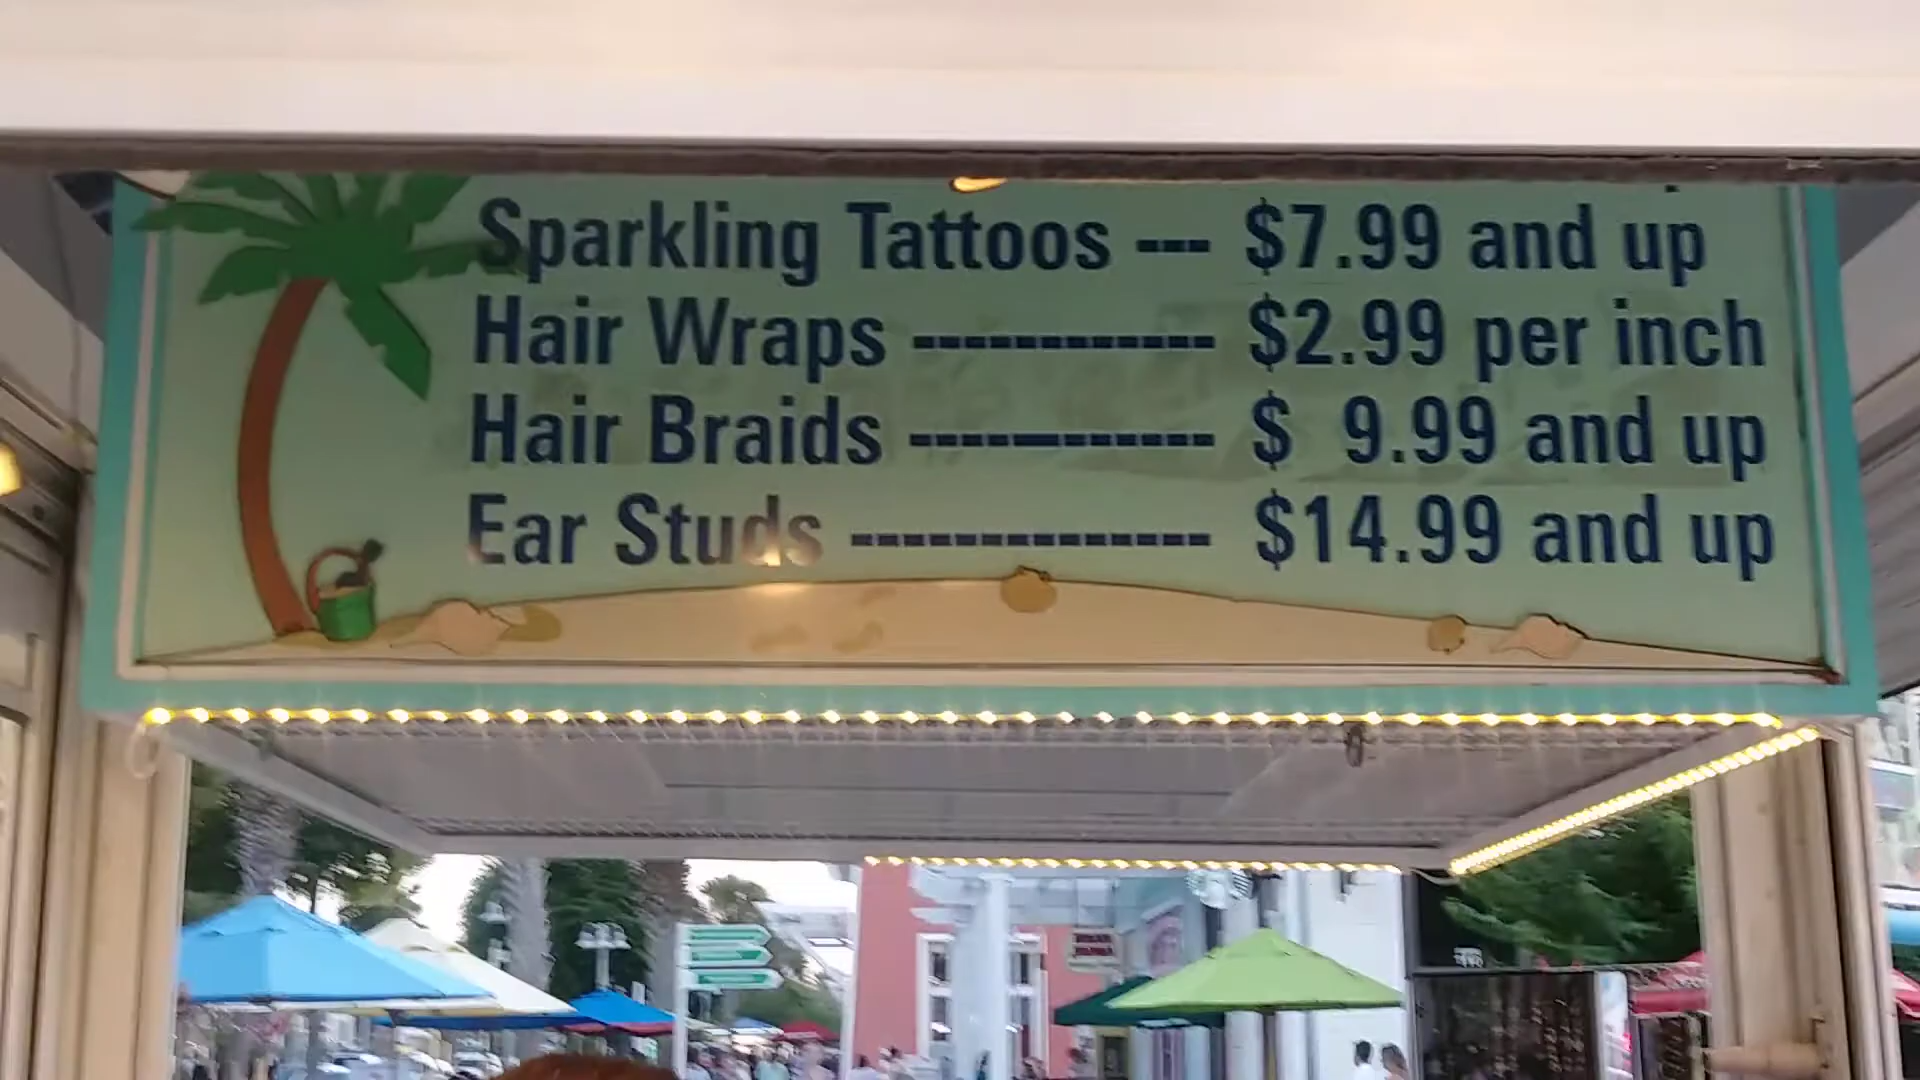 Sparkling Tattoos --- $7.99 and up
Hair Wraps ------------ $2.99 per inch
Hair Braids ------------ $ 9.99 and up
Ear Studs -------------- $14.99 and up